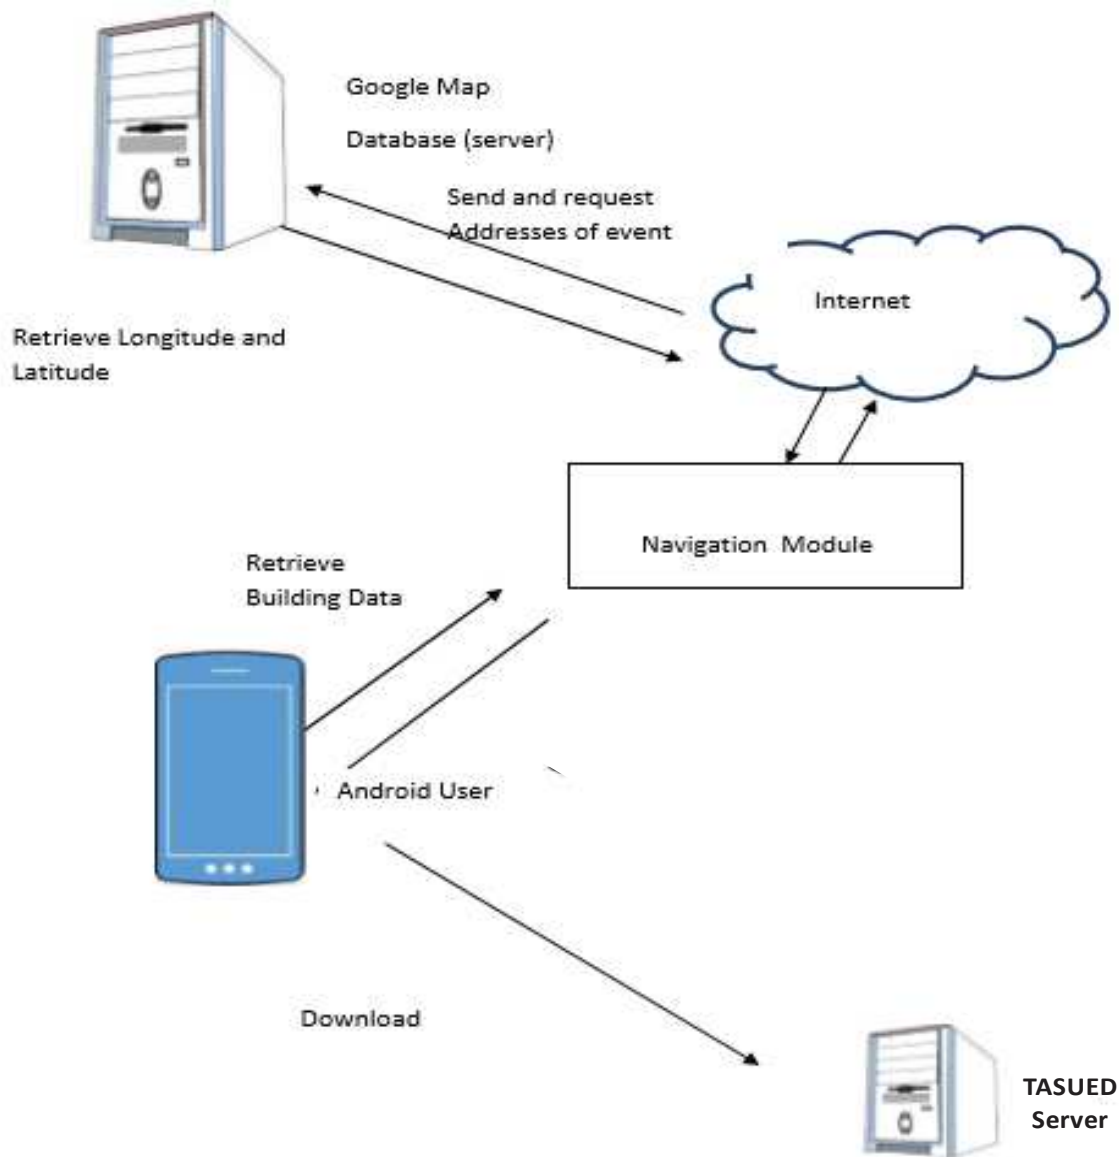 Google Map
Database (server)
Send and request
Addresses of event
Internet
Retrieve Longitude and
Latitude
Navigation Module
Retrieve
Building Data
Android User
Download
TASUED
Server